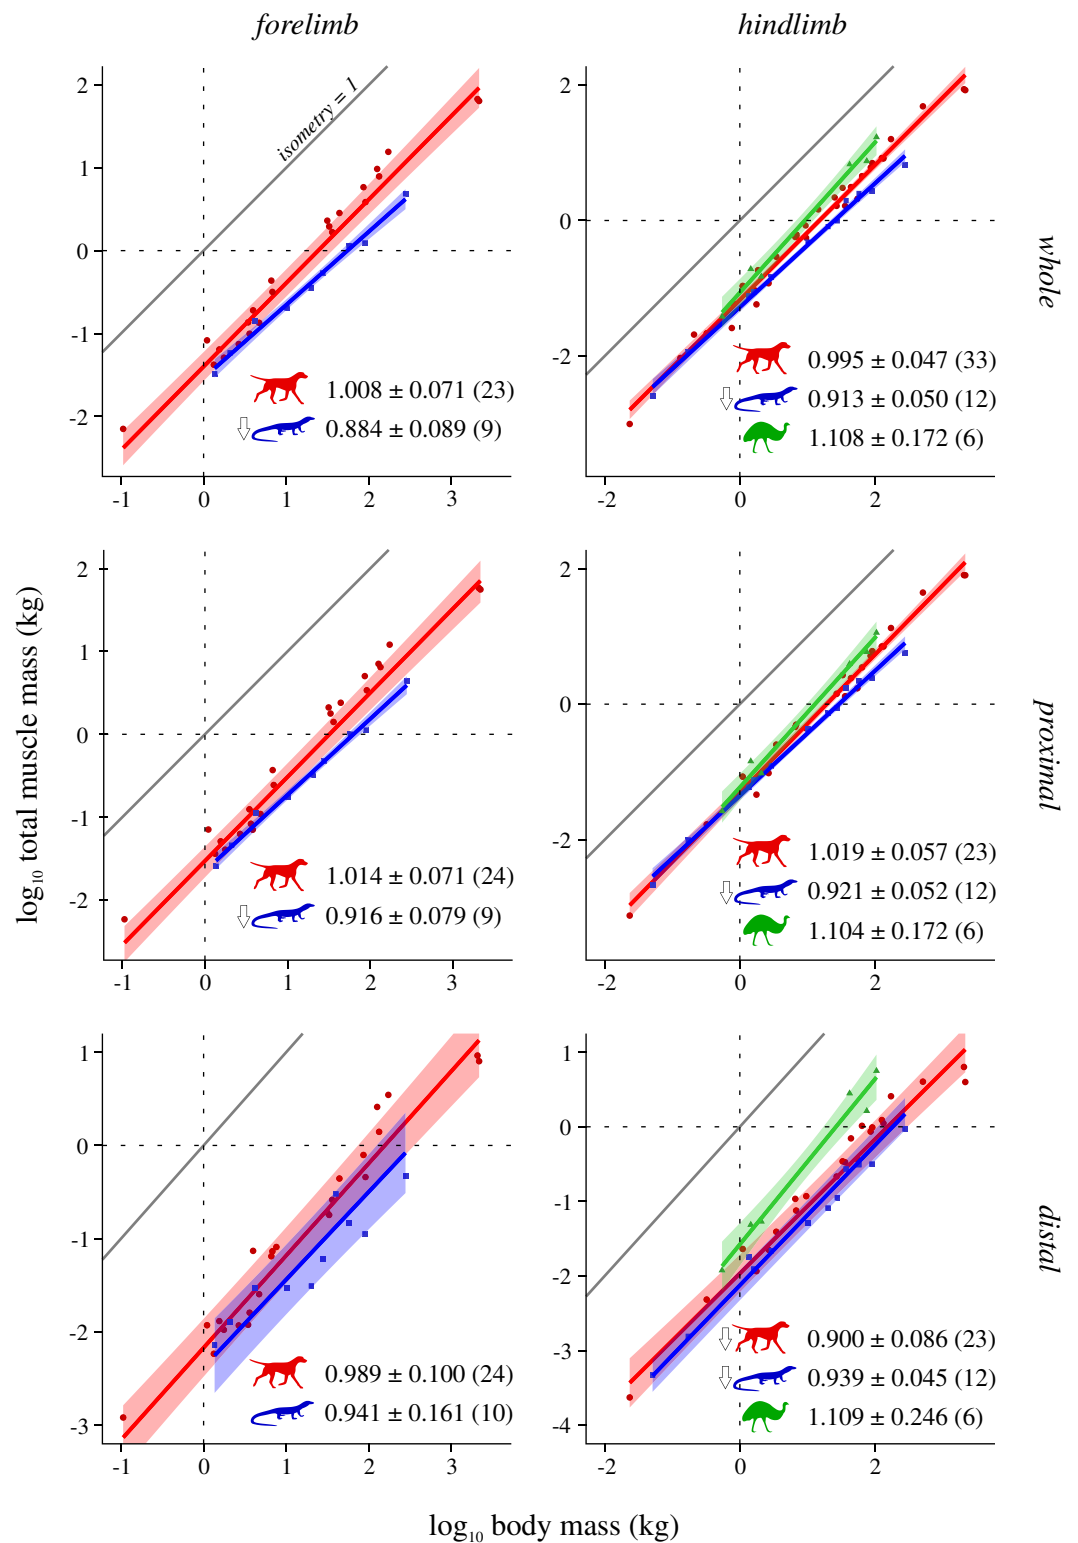 forelimb
hindlimb
isometry = 1
2
1
0
-1
-2
1.008 ± 0.071 (23)
0.884 ± 0.089 (9)
-1
0
1
2
3
2
0
-2
0.995 ± 0.047 (33)
0.913 ± 0.050 (12)
1.108 ± 0.172 (6)
-2
0
2
whole
log₁₀ total muscle mass (kg)
2
1
0
-1
-2
1.014 ± 0.071 (24)
0.916 ± 0.079 (9)
-1
0
1
2
3
2
0
-2
1.019 ± 0.057 (23)
0.921 ± 0.052 (12)
1.104 ± 0.172 (6)
-2
0
2
proximal
1
0
-1
-2
-3
0.989 ± 0.100 (24)
0.941 ± 0.161 (10)
-1
0
1
2
3
1
0
-1
-2
-3
-4
0.900 ± 0.086 (23)
0.939 ± 0.045 (12)
1.109 ± 0.246 (6)
-2
0
2
distal
log₁₀ body mass (kg)